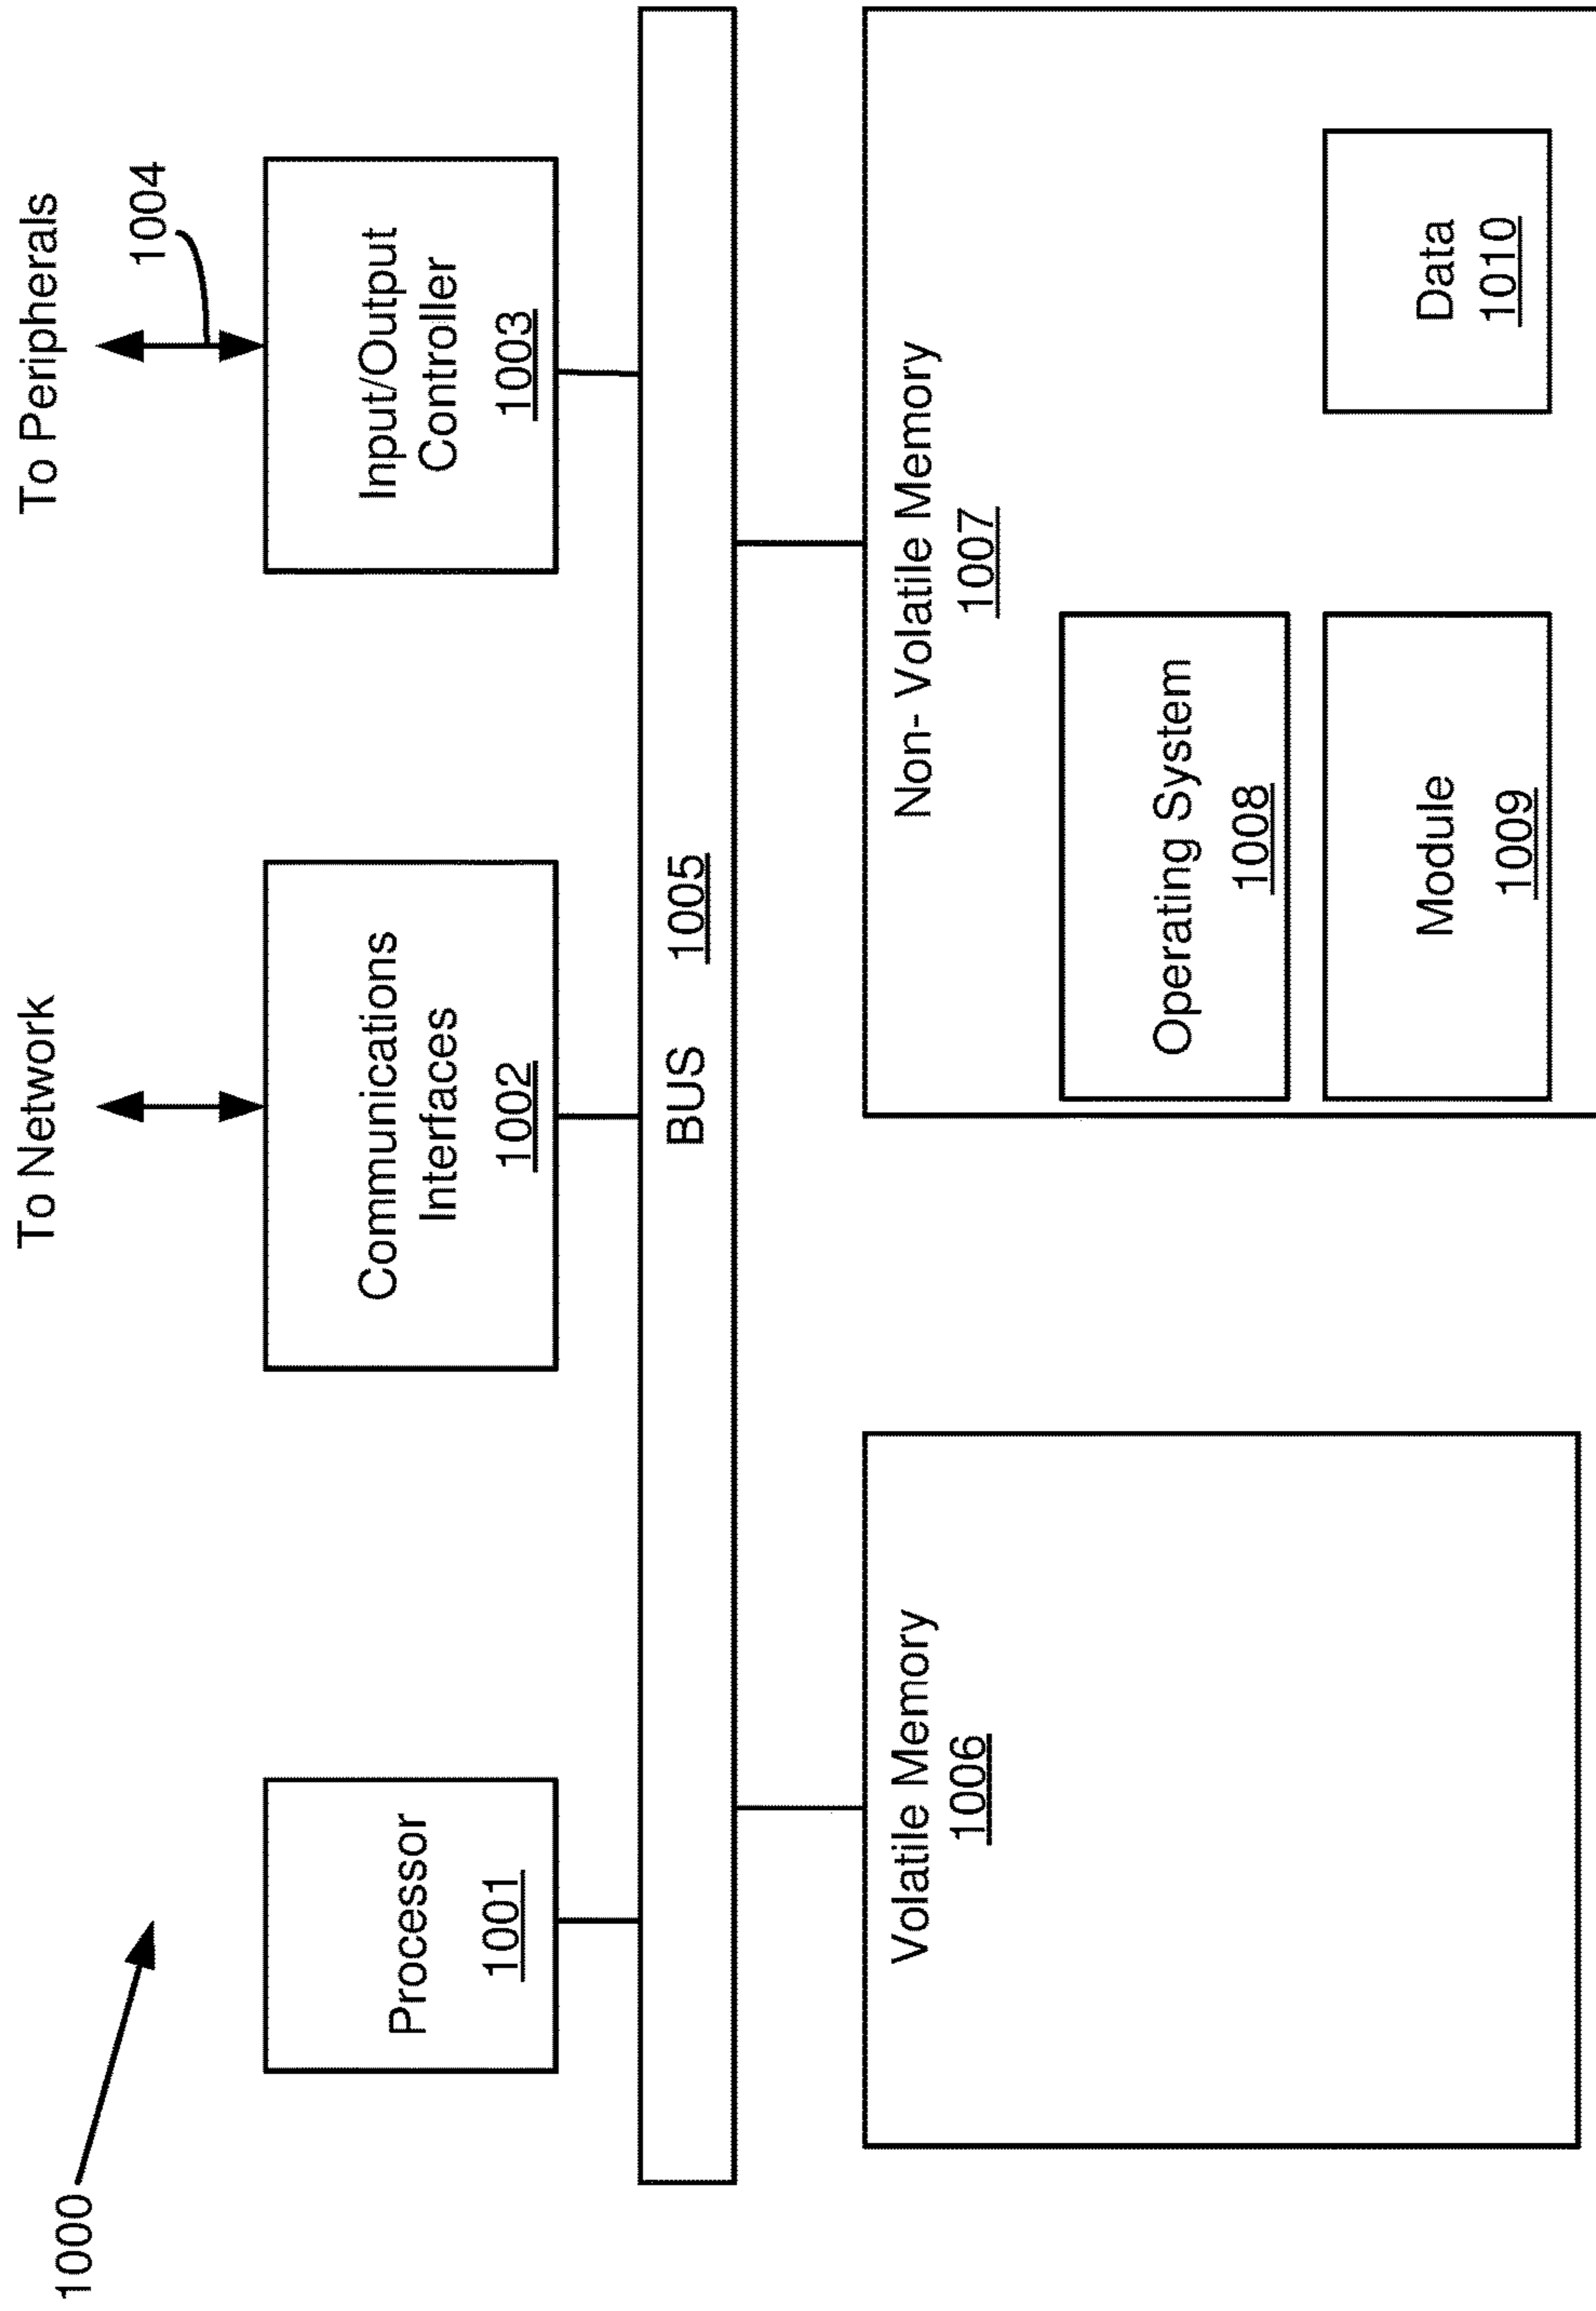 1000
To Network
To Peripherals
1004
Processor
1001
Communications
Interfaces
1002
Input/Output
Controller
1003
BUS 1005
Volatile Memory
1006
Non- Volatile Memory
1007
Operating System
1008
Module
1009
Data
1010